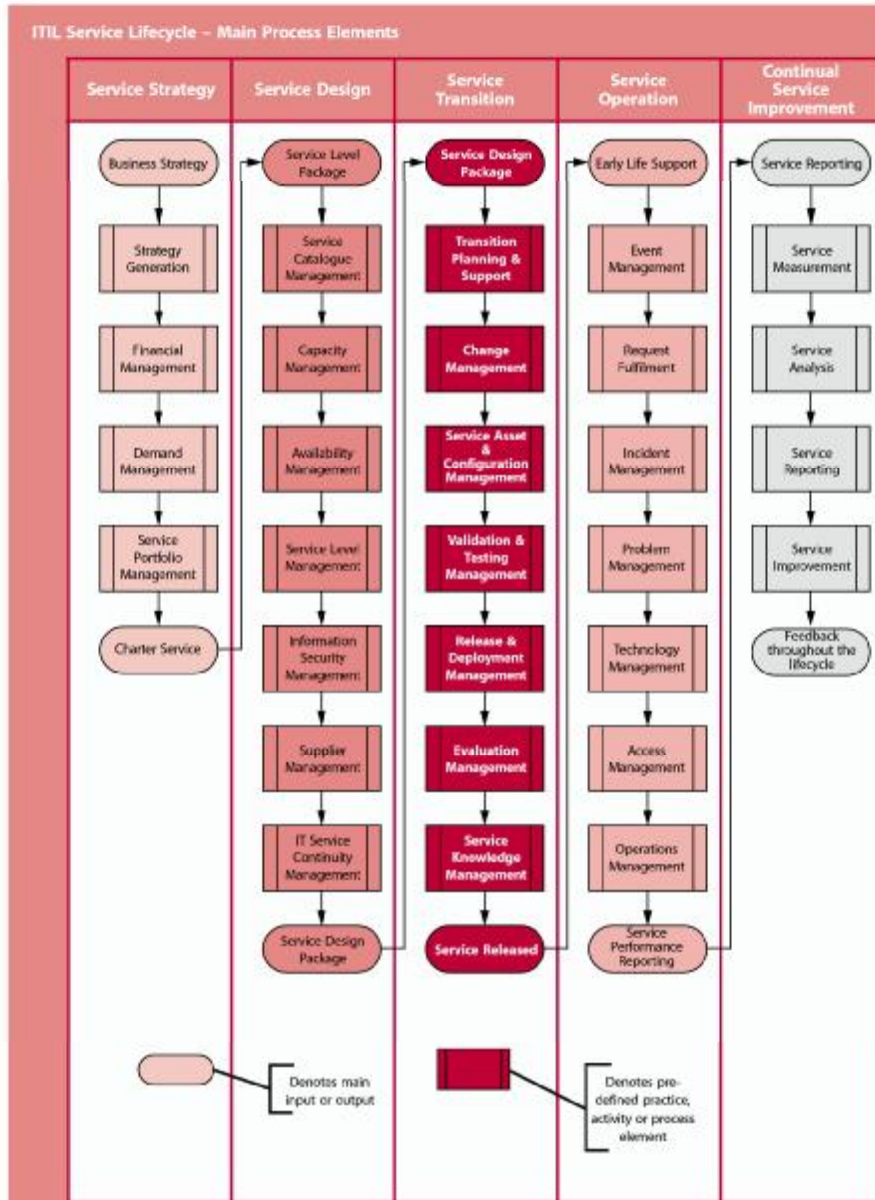 ITIL Service Lifecycle – Main Process Elements
Service Strategy
Service Design
Service
Transition
Service
Operation
Continual
Service
Improvement
Business Strategy
Strategy
Generation
Financial
Management
Demand
Management
Service
Portfolio
Management
Charter Service
Service Level
Package
Service
Catalogue
Management
Capacity
Management
Availability
Management
Service Level
Management
Information
Security
Management
Supplier
Management
IT Service
Continuity
Management
Service Design
Package
Service Design
Package
Transition
Planning &
Support
Change
Management
Service Asset
&
Configuration
Management
Validation &
Testing
Management
Release &
Deployment
Management
Evaluation
Management
Service
Knowledge
Management
Service Released
Early Life Support
Event
Management
Request
Fulfilment
Incident
Management
Problem
Management
Technology
Management
Access
Management
Operations
Management
Service
Performance
Reporting
Service Reporting
Service
Measurement
Service
Analysis
Service
Reporting
Service
Improvement
Feedback
throughout the
lifecycle
Denotes main
input or output
Denotes pre-
defined practice,
activity or process
element